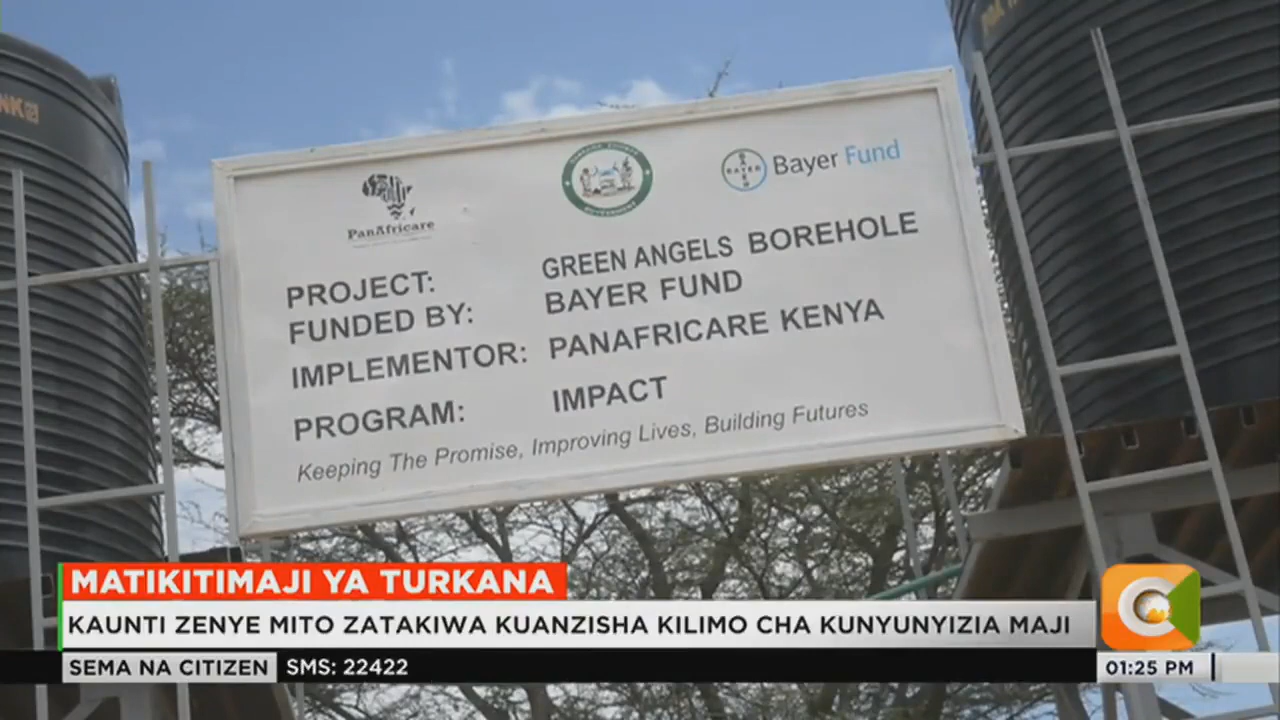 PanAfricare
BAYER
Bayer Fund
PROJECT: GREEN ANGELS BOREHOLE
FUNDED BY: BAYER FUND
IMPLEMENTOR: PANAFRICARE KENYA
PROGRAM: IMPACT
Keeping The Promise, Improving Lives, Building Futures
MATIKITIMAJI YA TURKANA
KAUNTI ZENYE MITO ZATAKIWA KUANZISHA KILIMO CHA KUNYUNYIZIA MAJI
SEMA NA CITIZEN SMS: 22422
01:25 PM